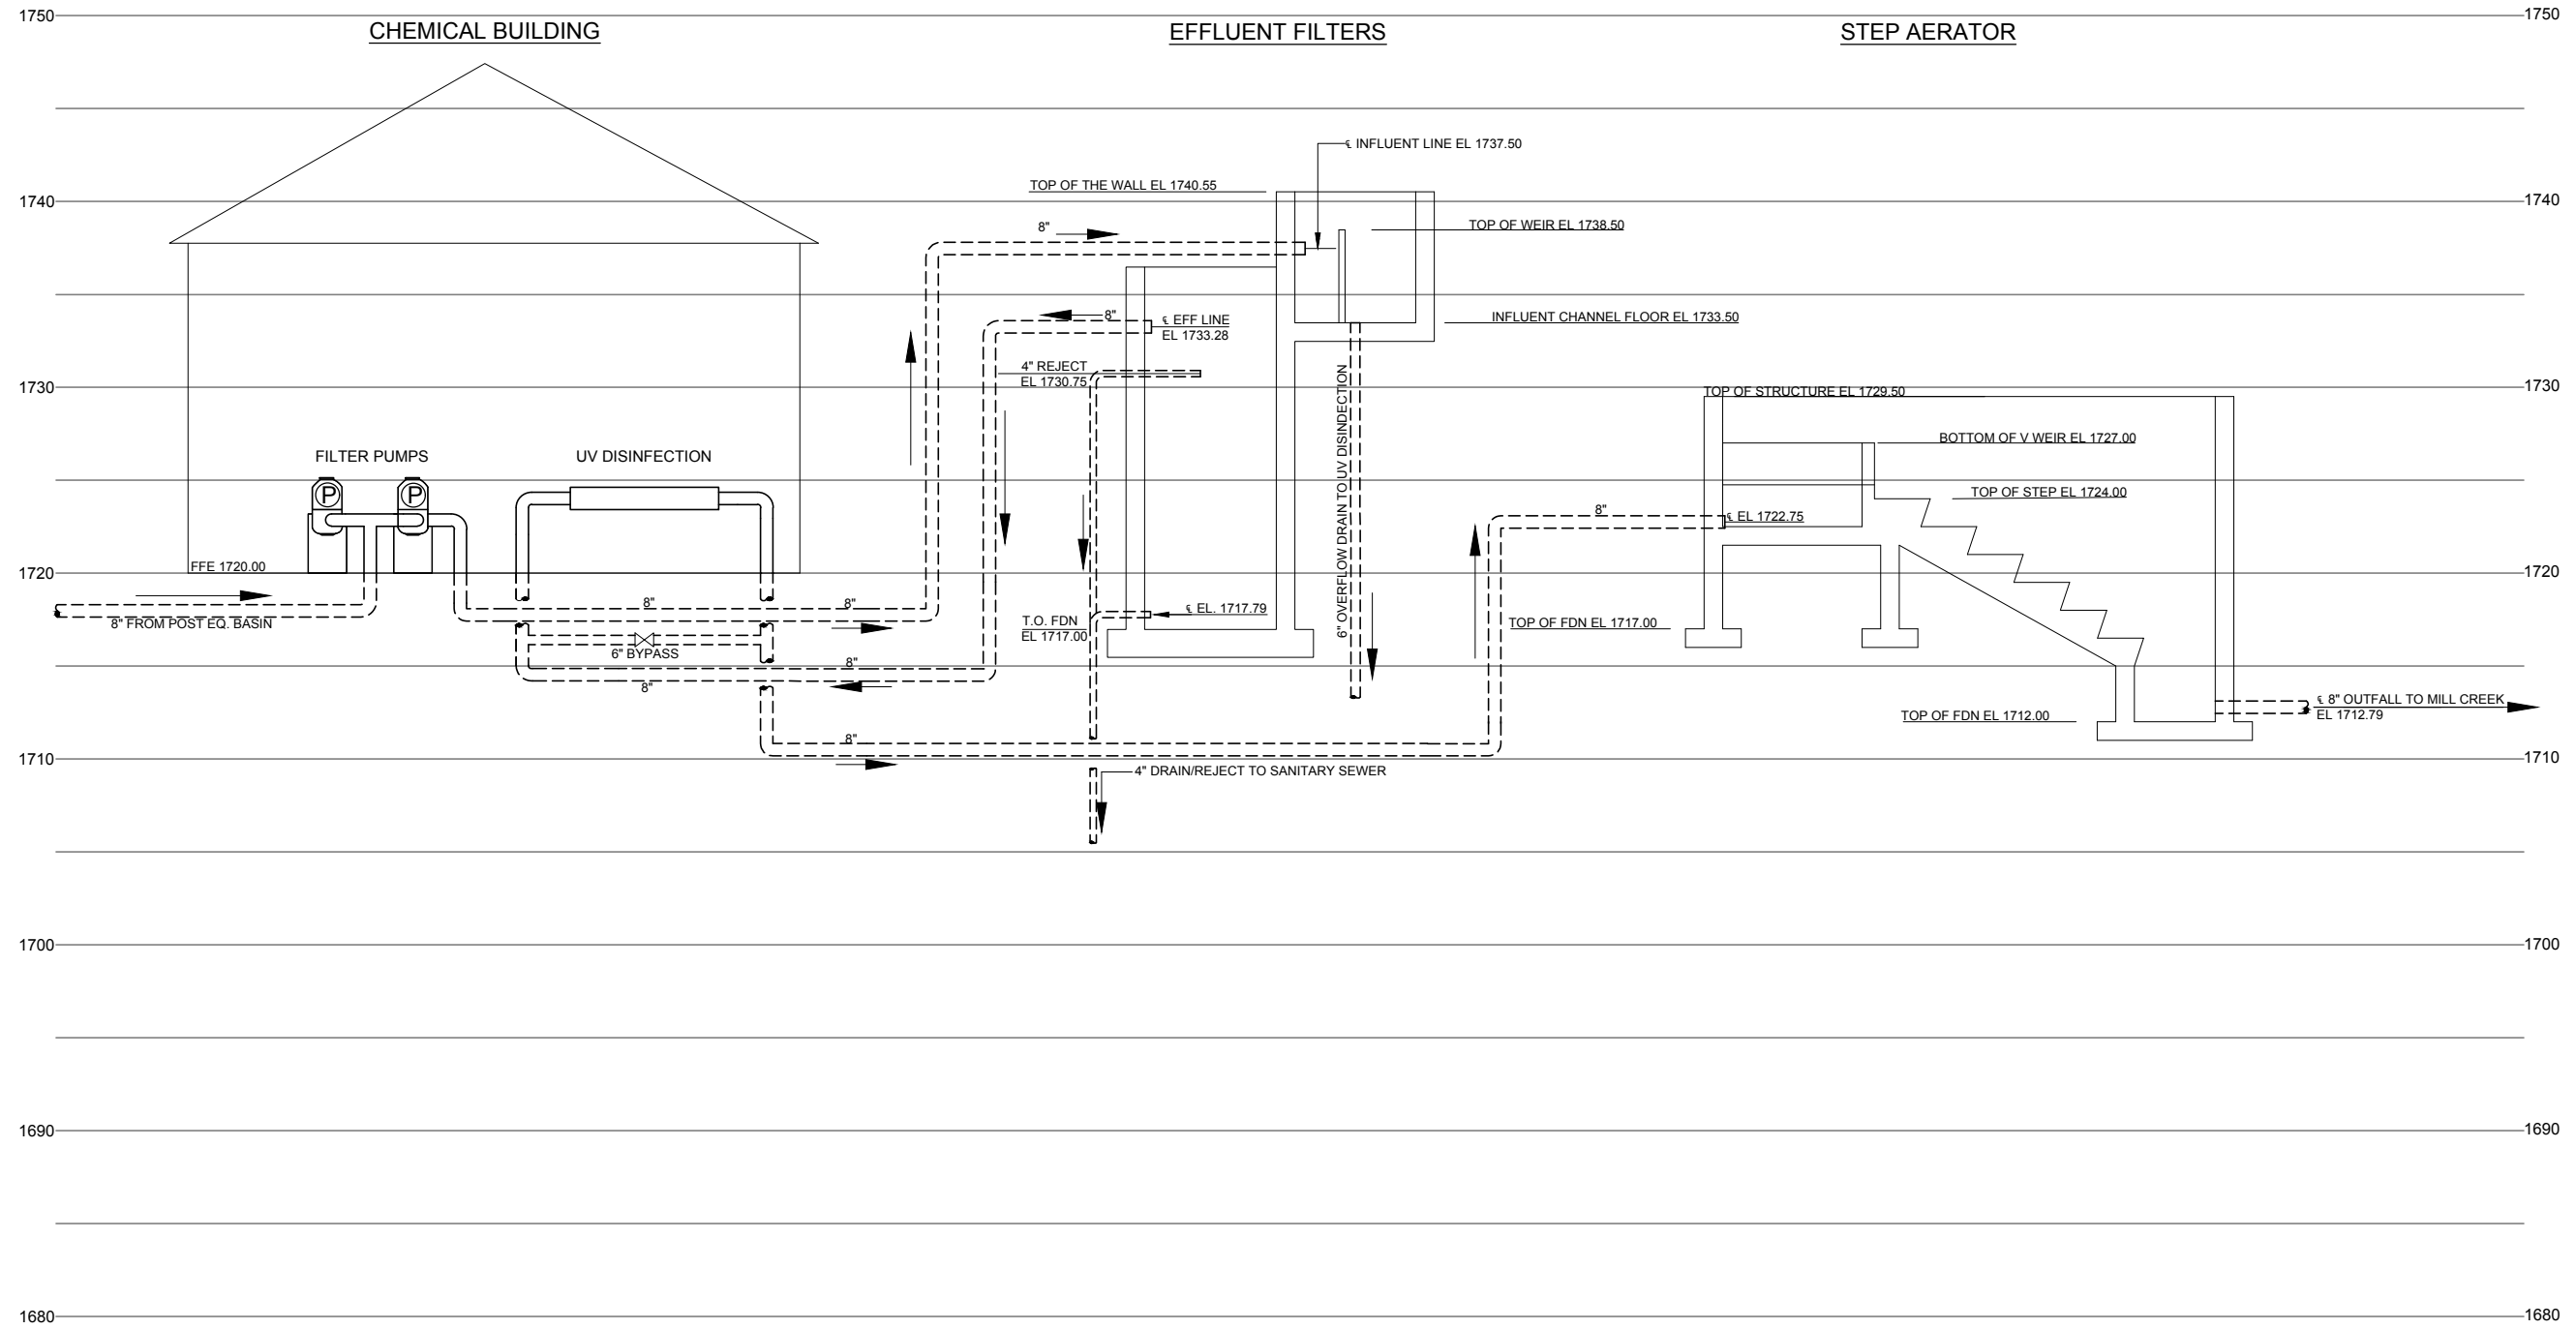 1750
1750
CHEMICAL BUILDING
EFFLUENT FILTERS
STEP AERATOR
℄ INFLUENT LINE EL 1737.50
TOP OF THE WALL EL 1740.55
1740
1740
8"
TOP OF WEIR EL 1738.50
8"
℄ EFF LINE
EL 1733.28
INFLUENT CHANNEL FLOOR EL 1733.50
4" REJECT
EL 1730.75
1730
1730
TOP OF STRUCTURE EL 1729.50
6" OVERFLOW DRAIN TO UV DISINDECTION
BOTTOM OF V WEIR EL 1727.00
FILTER PUMPS
UV DISINFECTION
P
P
TOP OF STEP EL 1724.00
8"
℄ EL 1722.75
FFE 1720.00
1720
1720
8"
8"
8" FROM POST EQ. BASIN
℄ EL. 1717.79
T.O. FDN
EL 1717.00
TOP OF FDN EL 1717.00
6" BYPASS
8"
8"
℄ 8" OUTFALL TO MILL CREEK
EL 1712.79
TOP OF FDN EL 1712.00
8"
1710
1710
4" DRAIN/REJECT TO SANITARY SEWER
1700
1700
1690
1690
1680
1680